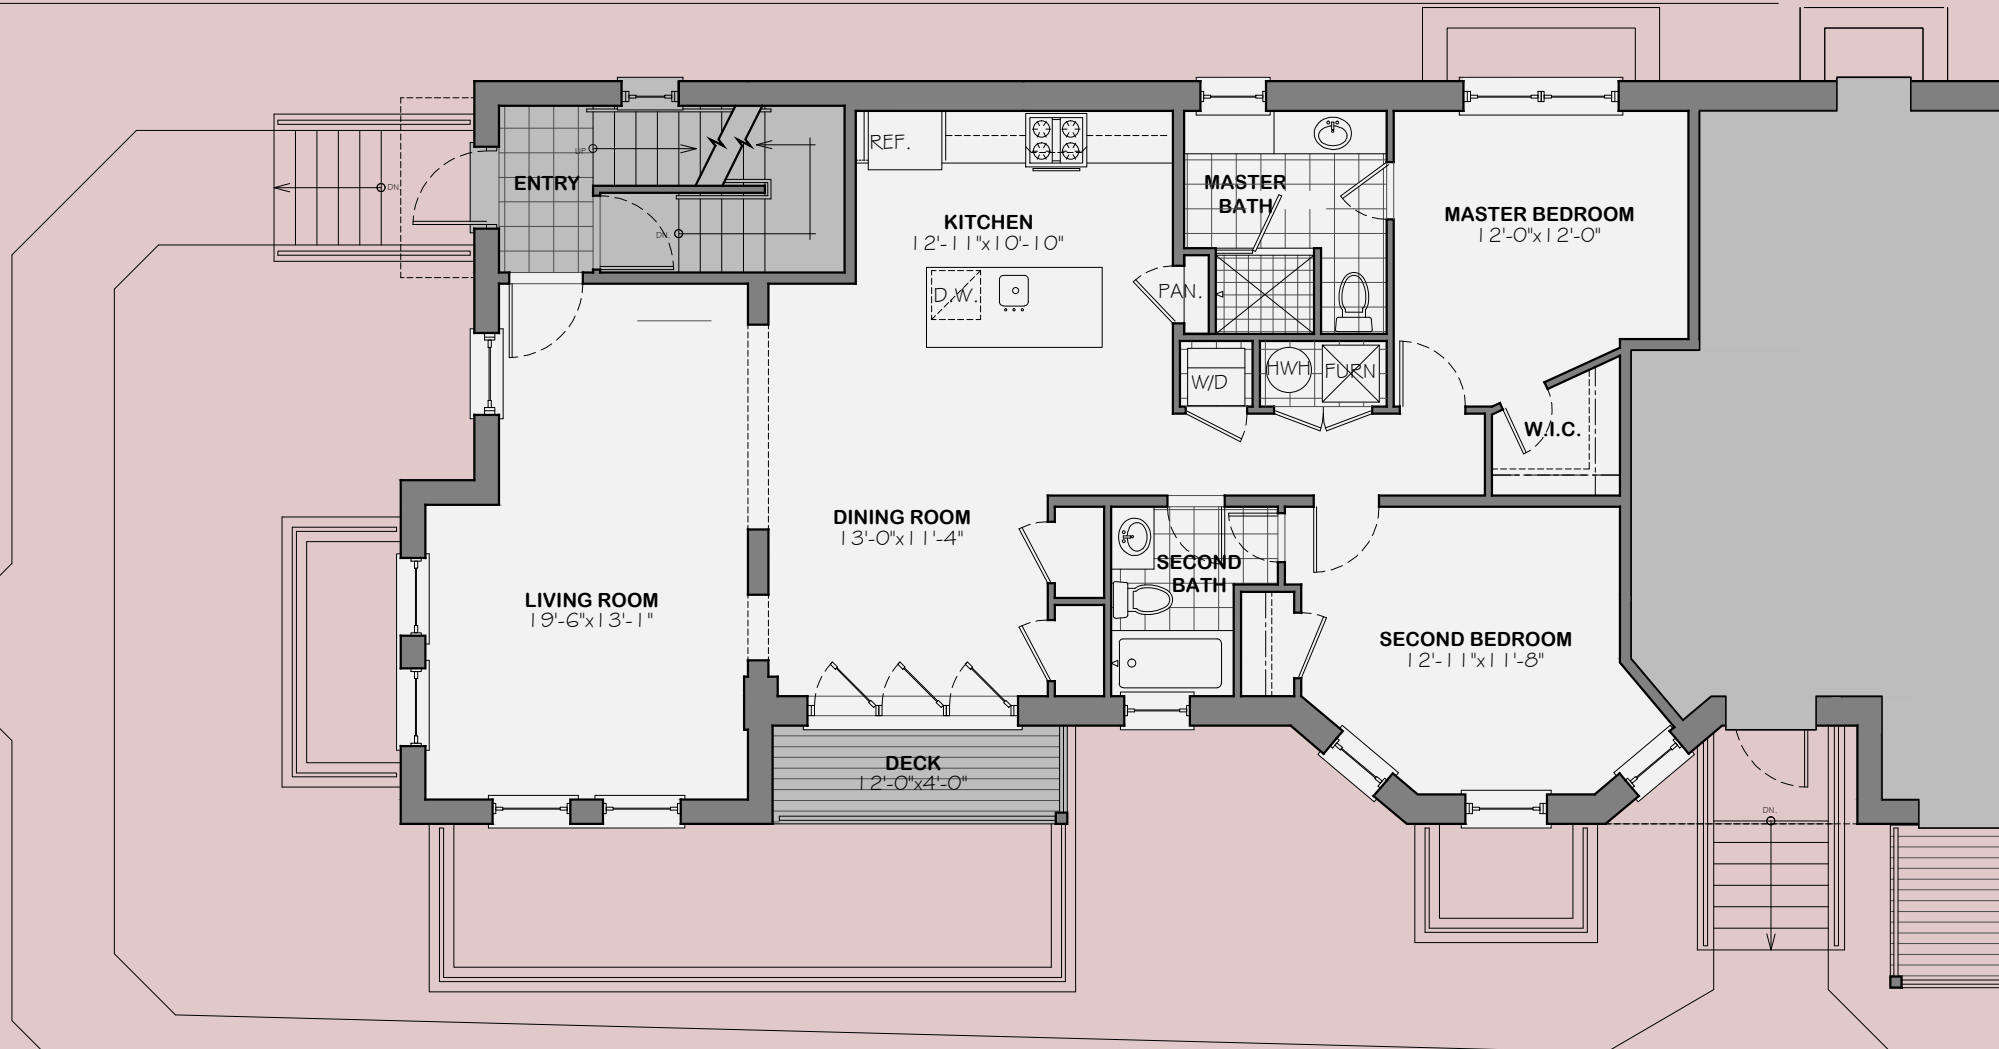 REF.
UP
ENTRY
DN
DN.
KITCHEN
12'-11"x10'-10"
D.W.
MASTER
BATH
PAN.
MASTER BEDROOM
12'-0"x12'-0"
W/D
HWH
FURN
W.I.C.
DINING ROOM
13'-0"x11'-4"
SECOND
BATH
LIVING ROOM
19'-6"x13'-1"
SECOND BEDROOM
12'-11"x11'-8"
DECK
12'-0"x4'-0"
DN.